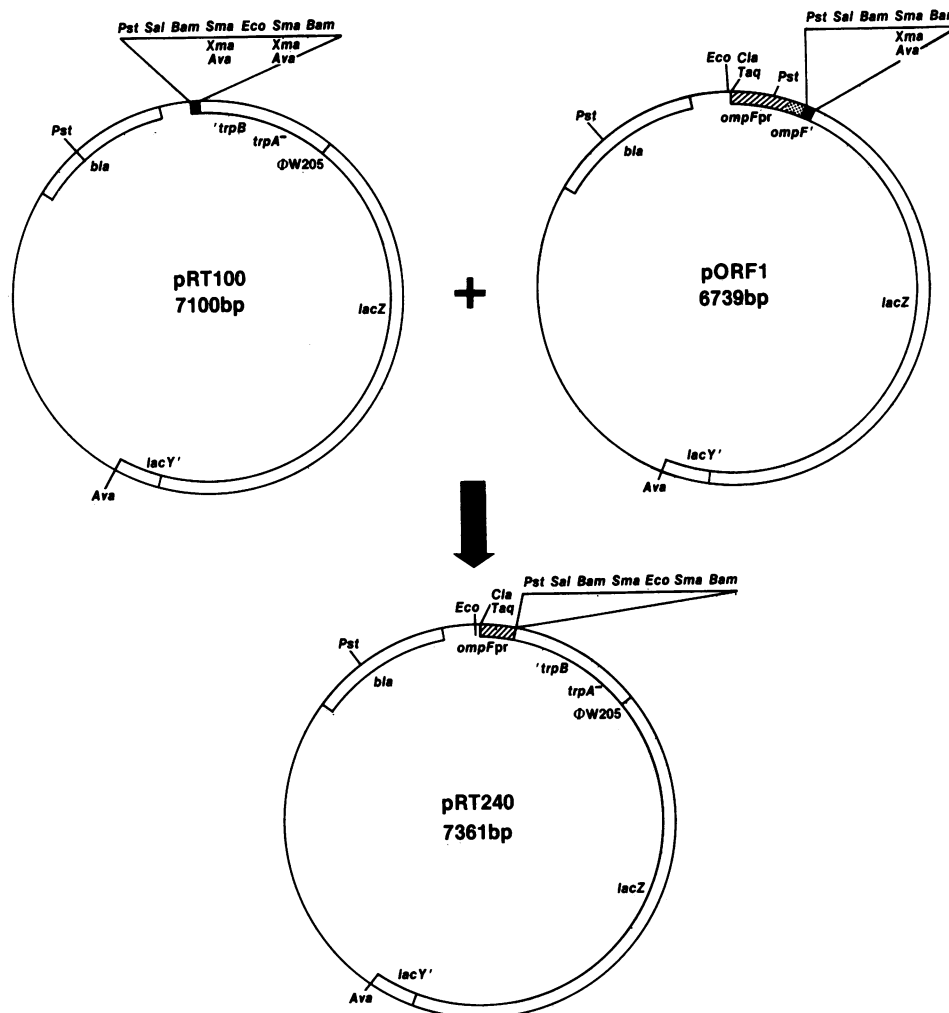 Pst Sal Bam Sma Eco Sma Bam
Xma Xma
Ava Ava
Pst
bla
'trpB
trpA⁻
ΦW205
pRT100
7100bp
lacZ
lacY'
Ava
+
Pst Sal Bam Sma Bam
Xma
Ava
Eco Cla
Taq
Pst
ompFpr
ompF'
Pst
bla
pORF1
6739bp
lacZ
lacY'
Ava
Pst Sal Bam Sma Eco Sma Bam
Eco Cla
Taq
ompFpr
Pst
bla
'trpB
trpA⁻
ΦW205
pRT240
7361bp
lacZ
lacY'
Ava